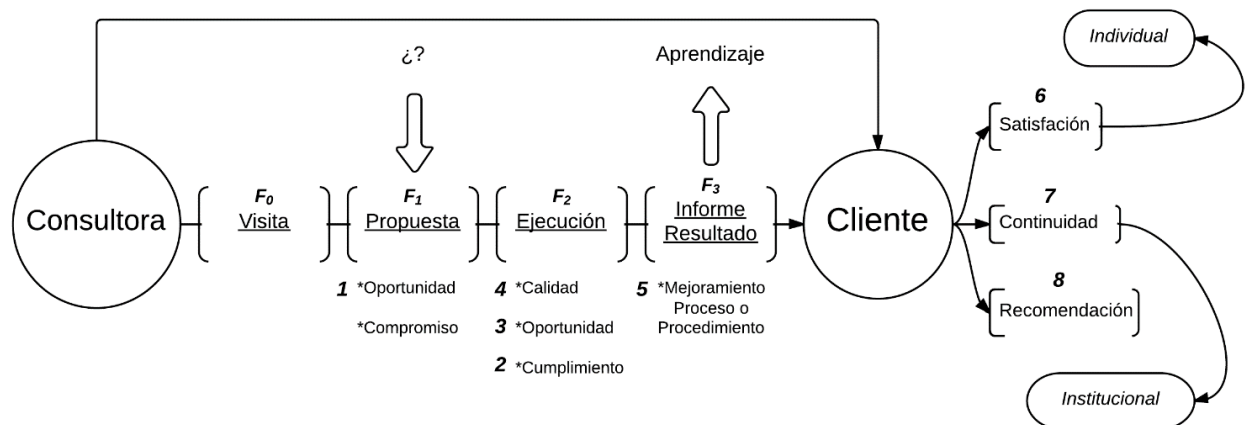 Individual
¿?
Aprendizaje
6
Satisfación
Consultora
F0
Visita
F1
Propuesta
F2
Ejecución
F3
Informe
Resultado
Cliente
7
Continuidad
1 *Oportunidad
*Compromiso
4 *Calidad
3 *Oportunidad
2 *Cumplimiento
5 *Mejoramiento
Proceso o
Procedimiento
8
Recomendación
Institucional